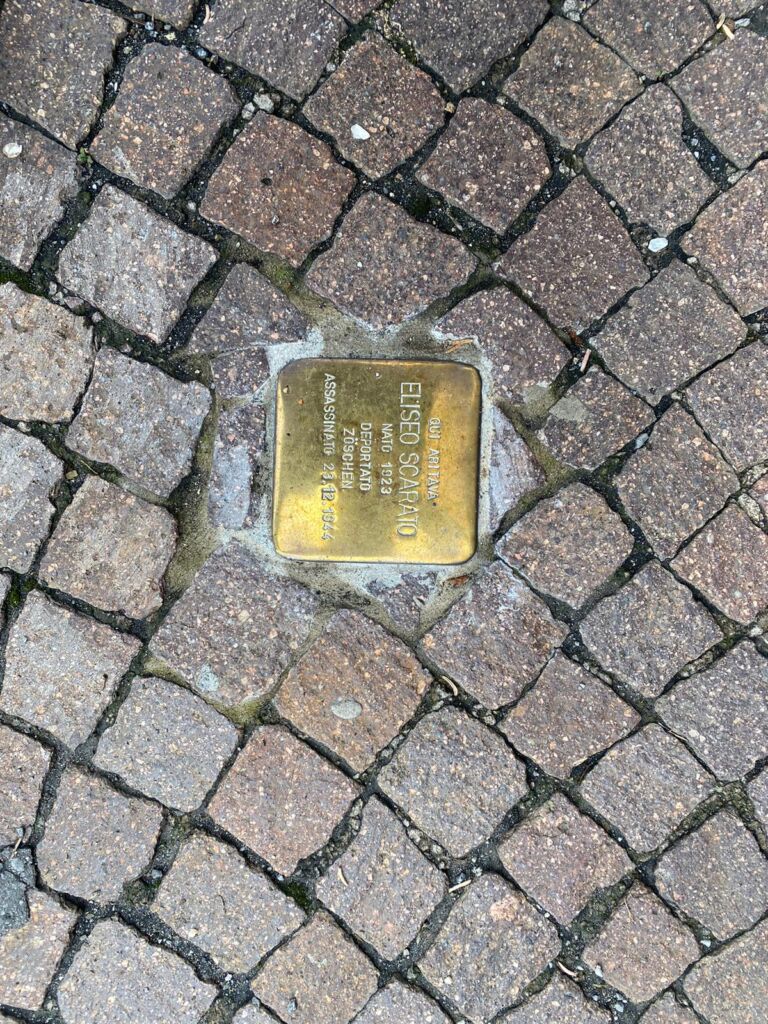 QUI ABITAVA
ELISEO SCARATO
NATO 1923
DEPORTATO
ZÖSCHEN
ASSASSINATO 23.12.1944